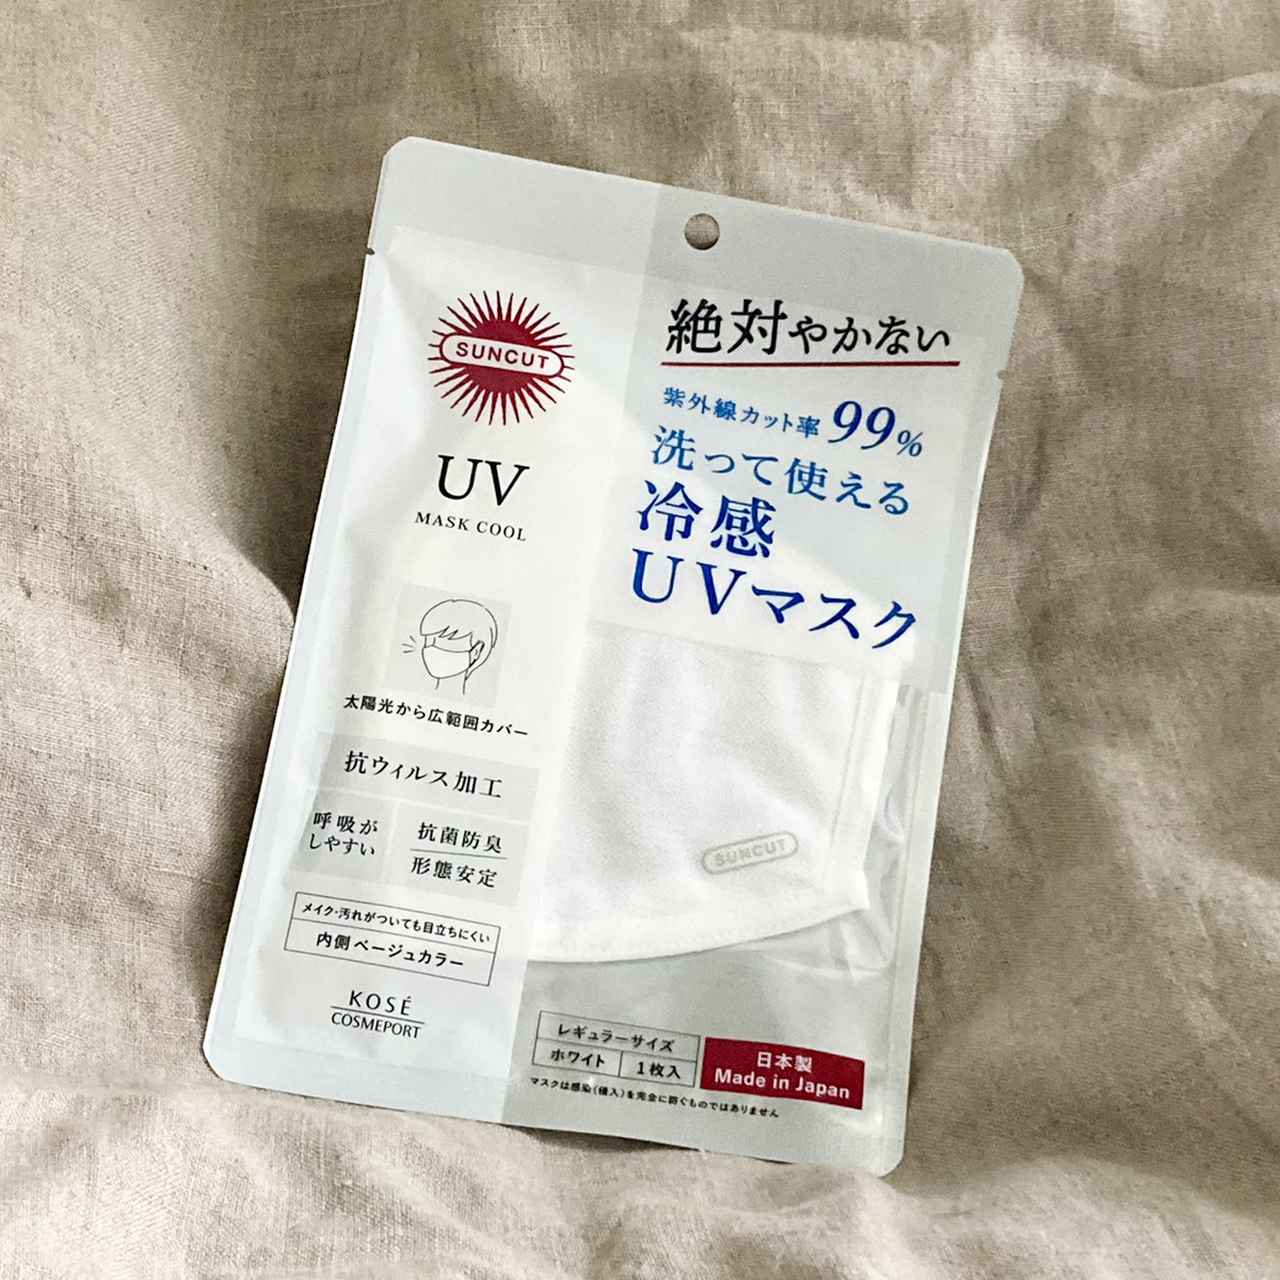 SUNCUT
UV
MASK COOL
太陽光から広範囲カバー
抗ウィルス加工
呼吸が
しやすい
抗菌防臭
形態安定
メイク・汚れがついても目立ちにくい
内側 ベージュカラー
KOSÉ
COSMEPORT
絶対やかない
紫外線カット率 99%
洗って使える
冷感
UVマスク
SUNCUT
レギュラーサイズ
ホワイト 1枚入
日本製
Made in Japan
マスクは感染(侵入)を完全に防ぐものではありません